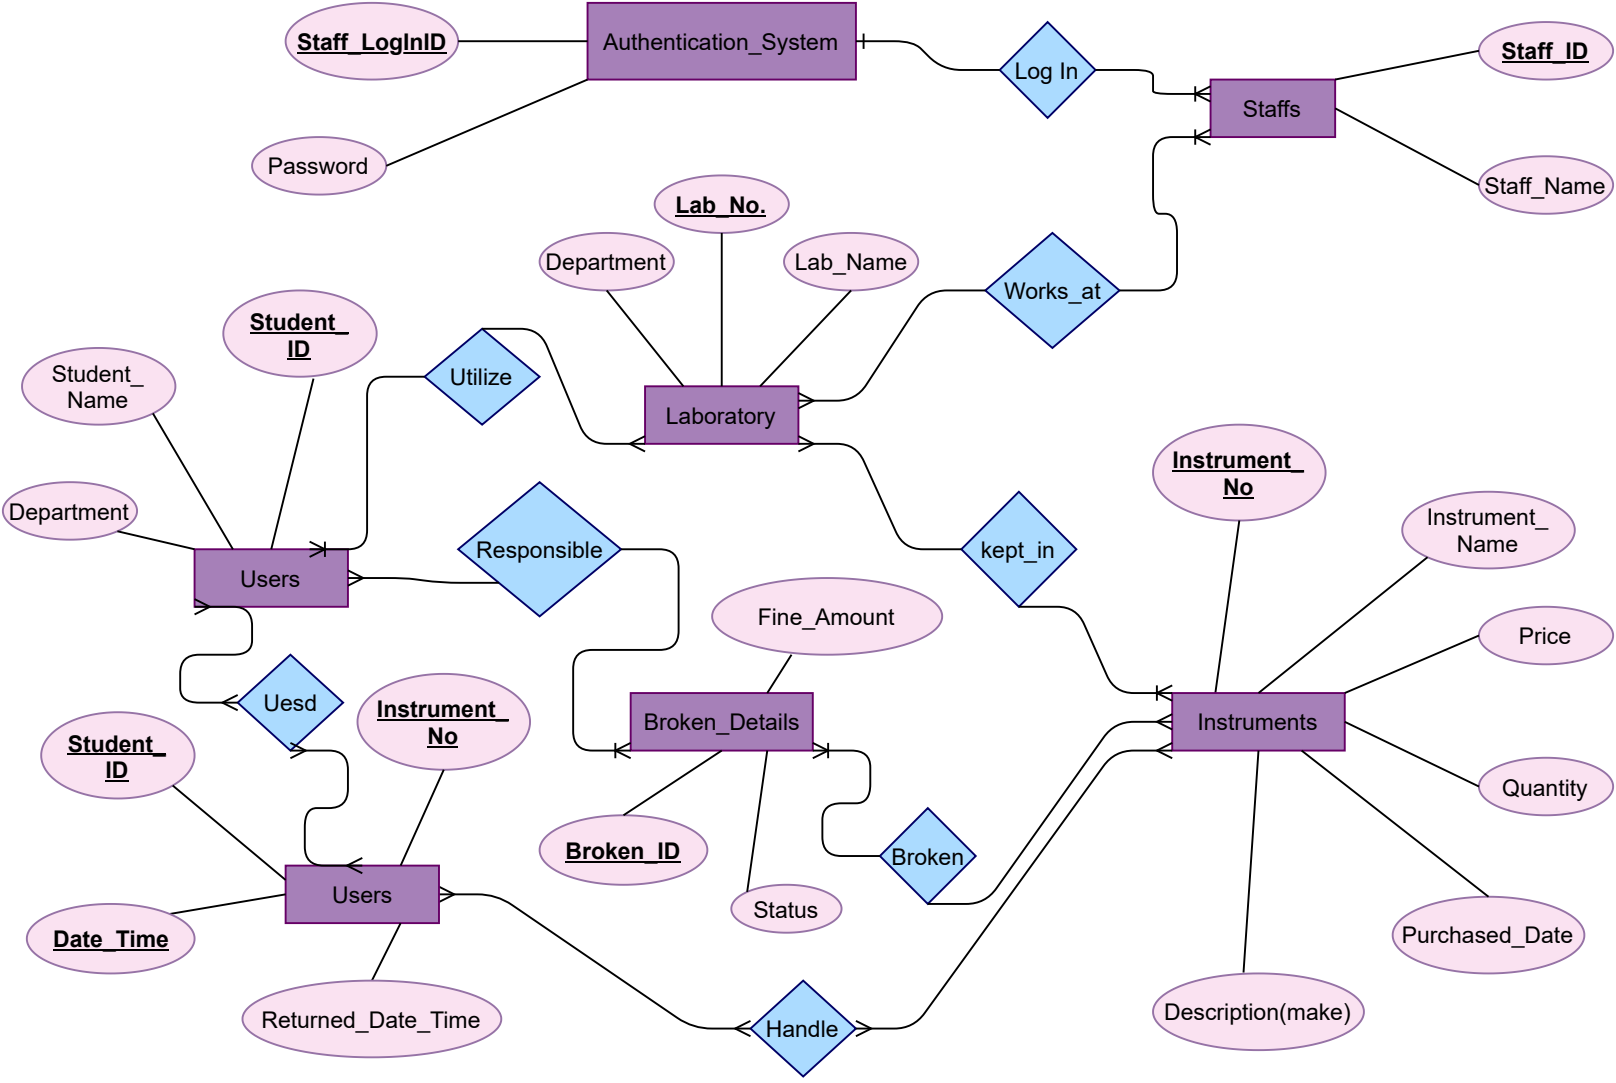 Staff_LogInID
Authentication_System
Log In
Staff_ID
Staffs
Password
Staff_Name
Lab_No.
Department
Lab_Name
Works_at
Student_
ID
Student_
Name
Utilize
Laboratory
Instrument_
No
Instrument_
Name
Department
Users
Responsible
kept_in
Fine_Amount
Price
Uesd
Instrument_
No
Broken_Details
Instruments
Student_
ID
Quantity
Broken_ID
Broken
Users
Status
Date_Time
Purchased_Date
Returned_Date_Time
Handle
Description(make)